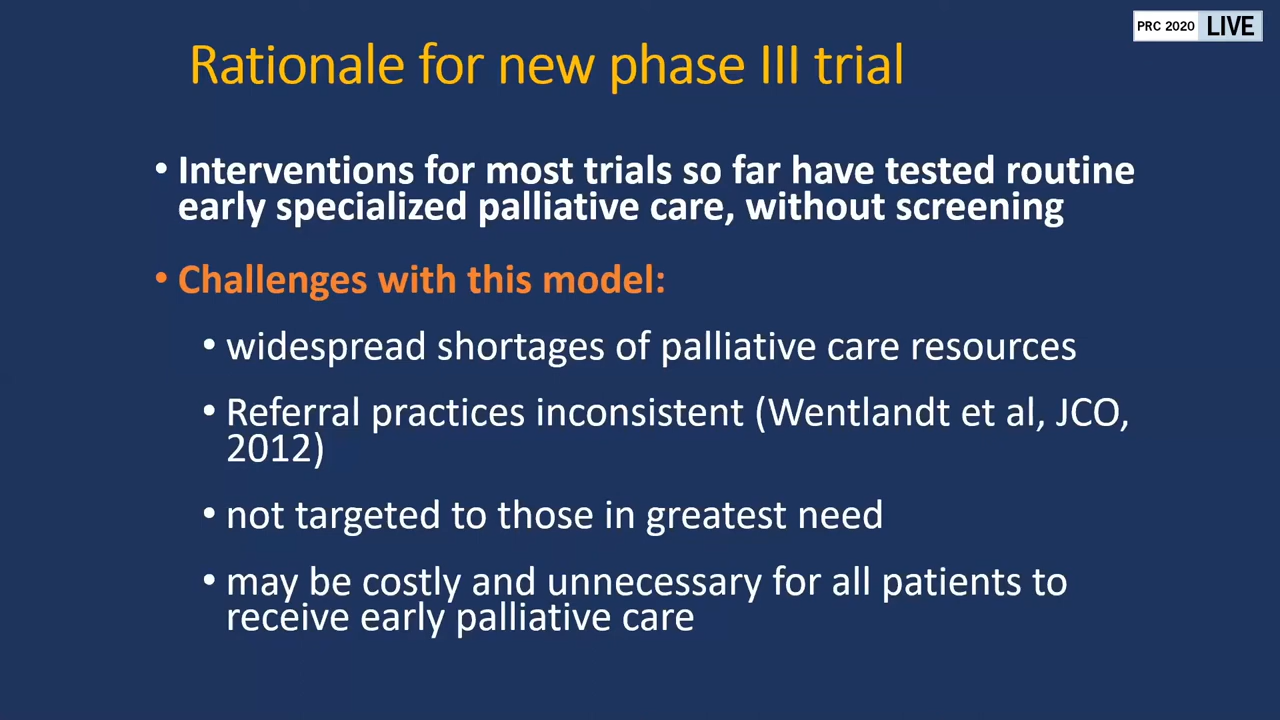 PRC 2020 LIVE
Rationale for new phase III trial
• Interventions for most trials so far have tested routine
early specialized palliative care, without screening
• Challenges with this model:
• widespread shortages of palliative care resources
• Referral practices inconsistent (Wentlandt et al, JCO,
2012)
• not targeted to those in greatest need
• may be costly and unnecessary for all patients to
receive early palliative care